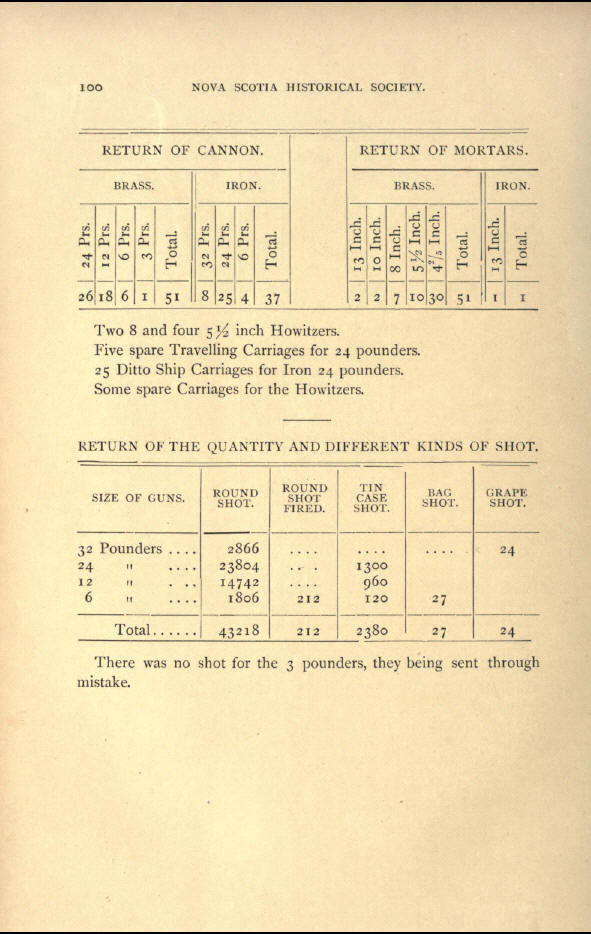 100 NOVA SCOTIA HISTORICAL SOCIETY.
RETURN OF CANNON. RETURN OF MORTARS.
BRASS. IRON. BRASS. IRON.
24 Prs. 12 Prs. 6 Prs. 3 Prs. Total. 32 Prs. 24 Prs. 6 Prs. Total. 13 Inch. 10 Inch. 8 Inch. 5½ Inch. 4⅖ Inch. Total. 13 Inch. Total.
26 18 6 1 51 8 25 4 37 2 2 7 10 30 51 1 1
Two 8 and four 5½ inch Howitzers.
Five spare Travelling Carriages for 24 pounders.
25 Ditto Ship Carriages for Iron 24 pounders.
Some spare Carriages for the Howitzers.
RETURN OF THE QUANTITY AND DIFFERENT KINDS OF SHOT.
SIZE OF GUNS. ROUND SHOT. ROUND SHOT FIRED. TIN CASE SHOT. BAG SHOT. GRAPE SHOT.
32 Pounders .... 2866 .... .... .... 24
24 " .... 23804 .... 1300
12 " .... 14742 .... 960
6 " .... 1806 212 120 27
Total...... 43218 212 2380 27 24
There was no shot for the 3 pounders, they being sent through
mistake.